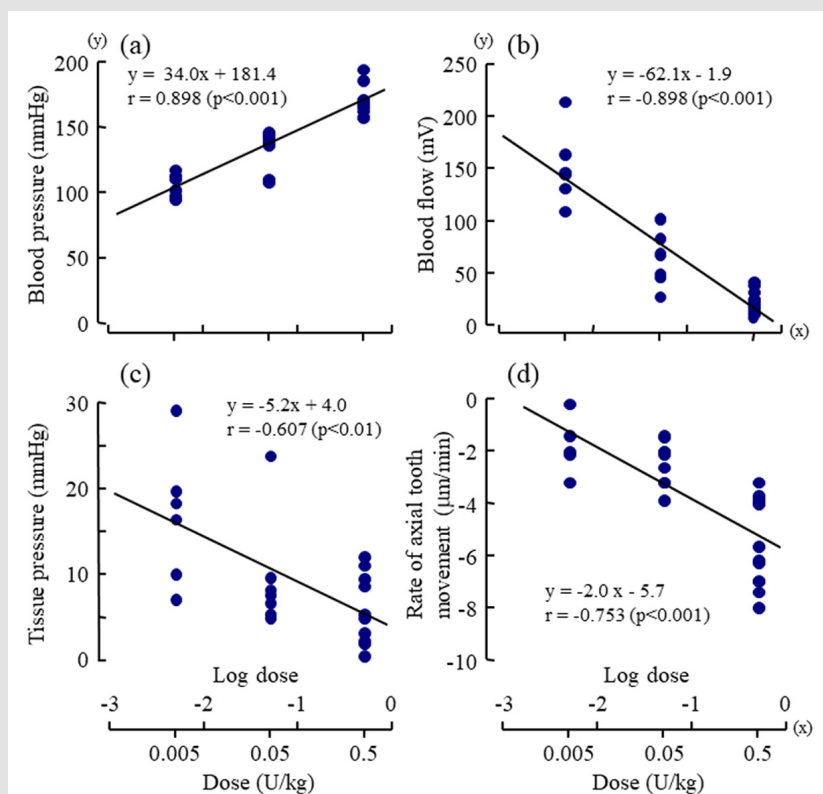 (y)
(a)
y = 34.0x + 181.4
r = 0.898 (p<0.001)
200
150
100
50
0
Blood pressure (mmHg)
(y)
(b)
y = -62.1x - 1.9
r = -0.898 (p<0.001)
250
200
150
100
50
0
Blood flow (mV)
(x)
(c)
y = -5.2x + 4.0
r = -0.607 (p<0.01)
30
20
10
0
Tissue pressure (mmHg)
Log dose
-3 -2 -1 0
0.005 0.05 0.5
Dose (U/kg)
(d)
0
-2
-4
-6
-8
-10
Rate of axial tooth
movement (μm/min)
y = -2.0 x - 5.7
r = -0.753 (p<0.001)
Log dose
-3 -2 -1 0
(x)
0.005 0.05 0.5
Dose (U/kg)